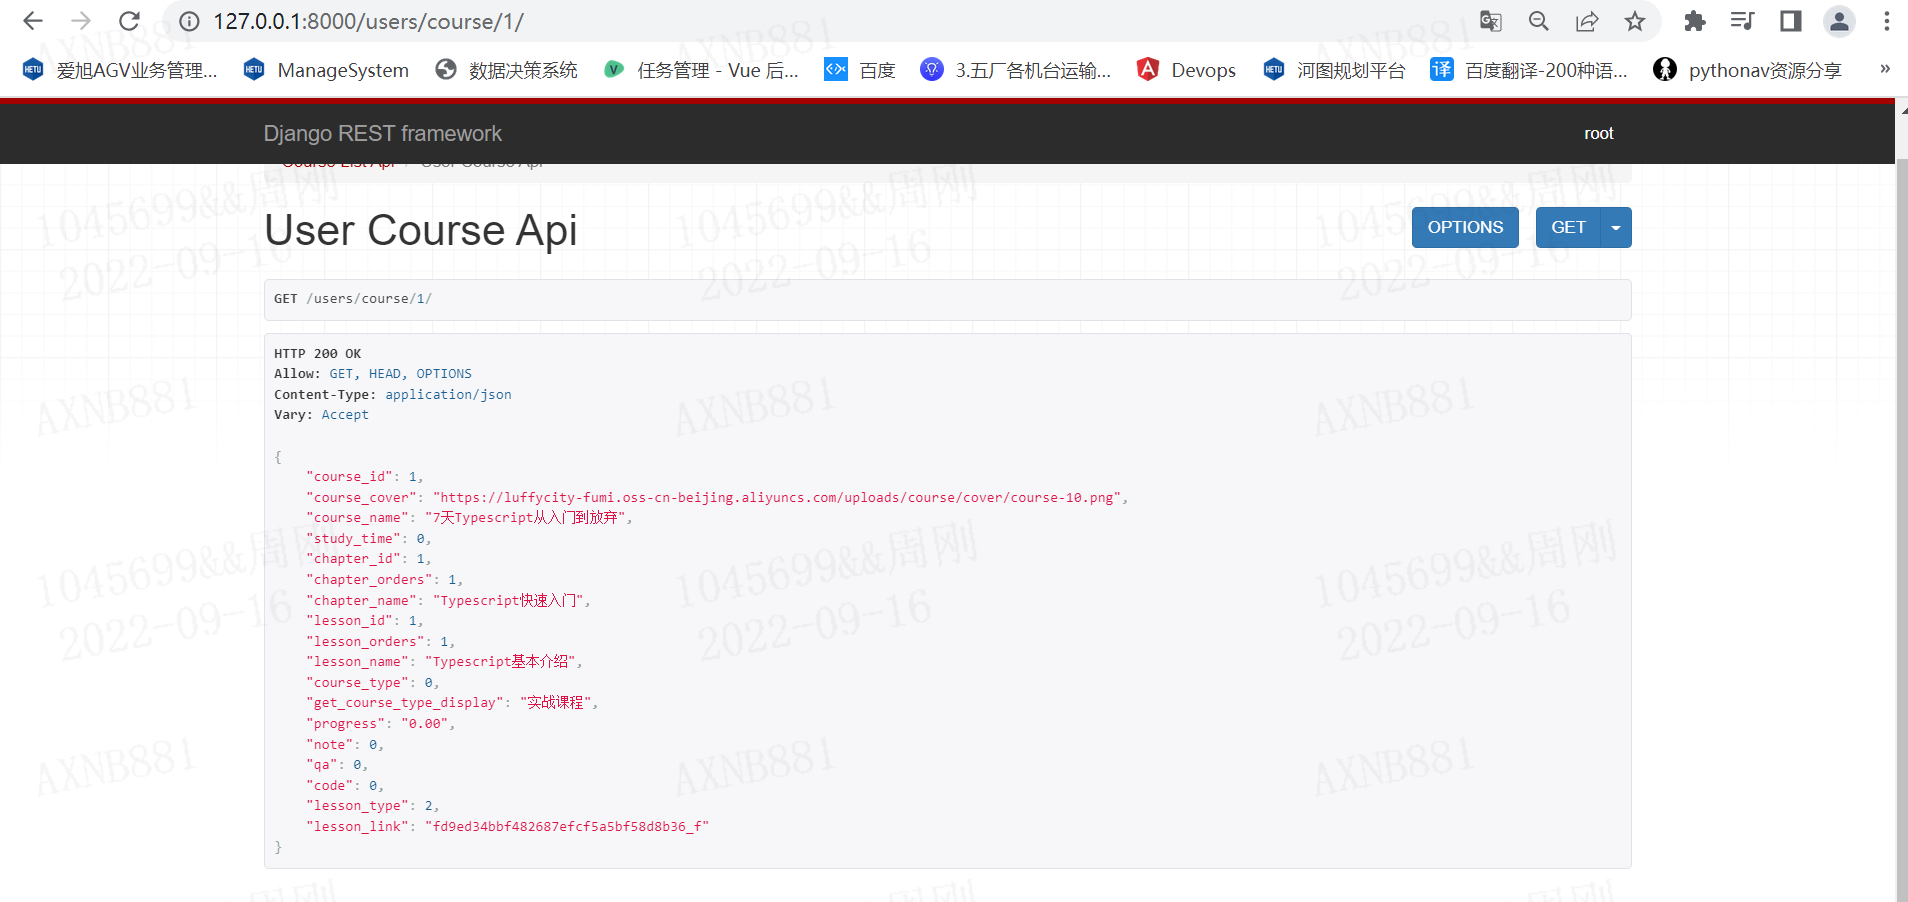 127.0.0.1:8000/users/course/1/
爱旭AGV业务管理... ManageSystem 数据决策系统 任务管理 - Vue 后... 百度 3.五厂各机台运输... Devops 河图规划平台 百度翻译-200种语... pythonav资源分享 »
Django REST framework root
Course List Api / User Course Api
User Course Api
OPTIONS GET
GET /users/course/1/
HTTP 200 OK
Allow: GET, HEAD, OPTIONS
Content-Type: application/json
Vary: Accept
{
"course_id": 1,
"course_cover": "https://luffycity-fumi.oss-cn-beijing.aliyuncs.com/uploads/course/cover/course-10.png",
"course_name": "7天Typescript从入门到放弃",
"study_time": 0,
"chapter_id": 1,
"chapter_orders": 1,
"chapter_name": "Typescript快速入门",
"lesson_id": 1,
"lesson_orders": 1,
"lesson_name": "Typescript基本介绍",
"course_type": 0,
"get_course_type_display": "实战课程",
"progress": "0.00",
"note": 0,
"qa": 0,
"code": 0,
"lesson_type": 2,
"lesson_link": "fd9ed34bbf482687efcf5a5bf58d8b36_f"
}
AXNB881
1045699&&周刚
2022-09-16